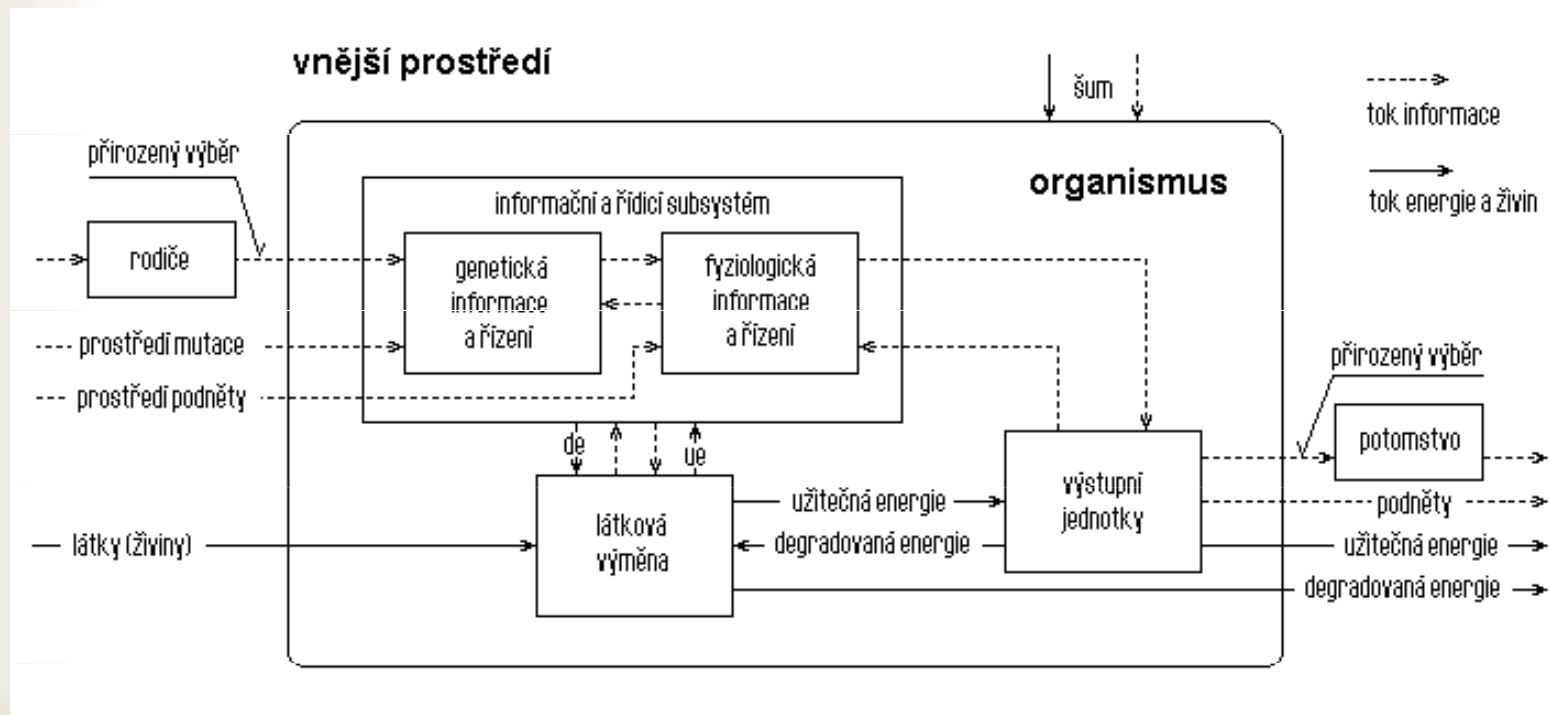 vnější prostředí
šum
tok informace
přirozený výběr
organismus
tok energie a živin
informační a řídicí subsystém
rodiče
genetická
informace
a řízení
fyziologická
informace
a řízení
prostředí mutace
prostředí podněty
přirozený výběr
potomstvo
de
ue
výstupní
jednotky
podněty
látky (živiny)
látková
výměna
užitečná energie
degradovaná energie
užitečná energie
degradovaná energie